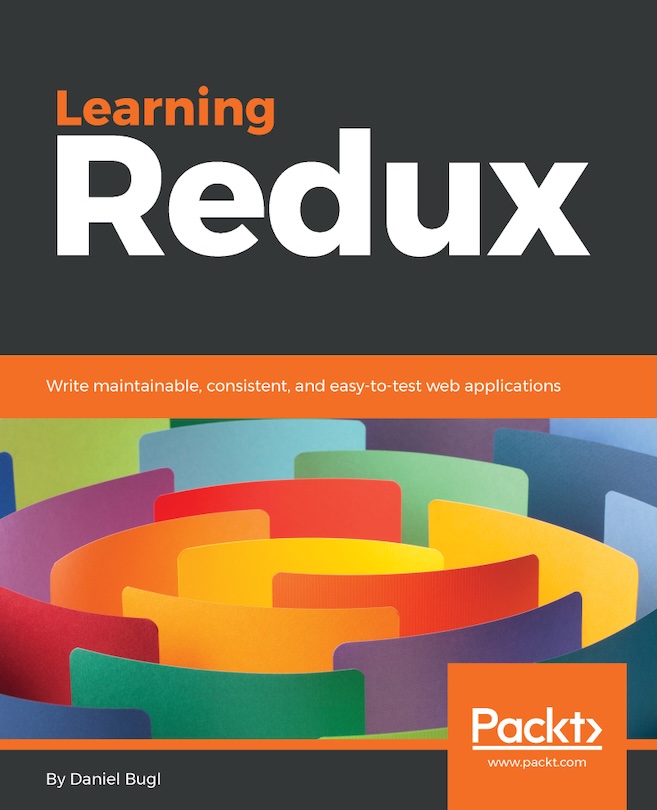 Learning
Redux
Write maintainable, consistent, and easy-to-test web applications
Packt>
www.packt.com
By Daniel Bugl